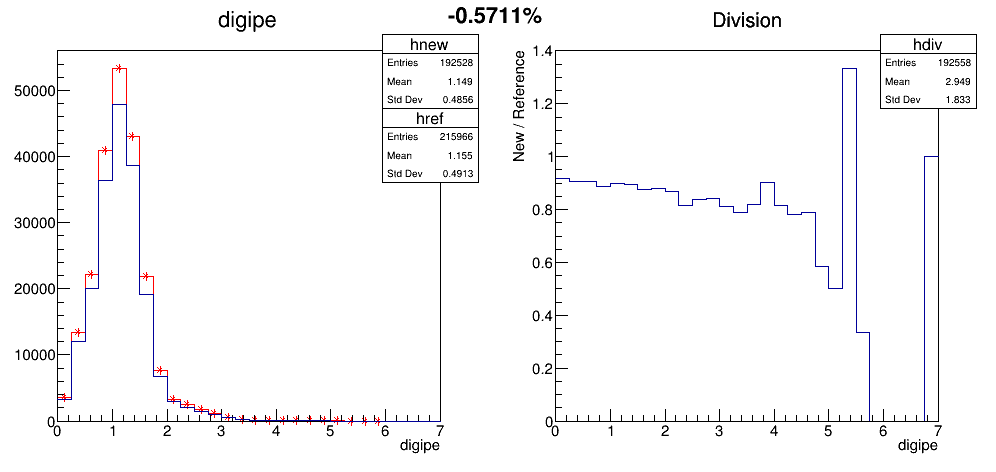 -0.5711%
digipe
hnew
Entries 192528
Mean 1.149
Std Dev 0.4856
href
Entries 215966
Mean 1.155
Std Dev 0.4913
50000
40000
30000
20000
10000
0
0 1 2 3 4 5 6 7
digipe
Division
hdiv
Entries 192558
Mean 2.949
Std Dev 1.833
New / Reference
1.4
1.2
1
0.8
0.6
0.4
0.2
0
0 1 2 3 4 5 6 7
digipe